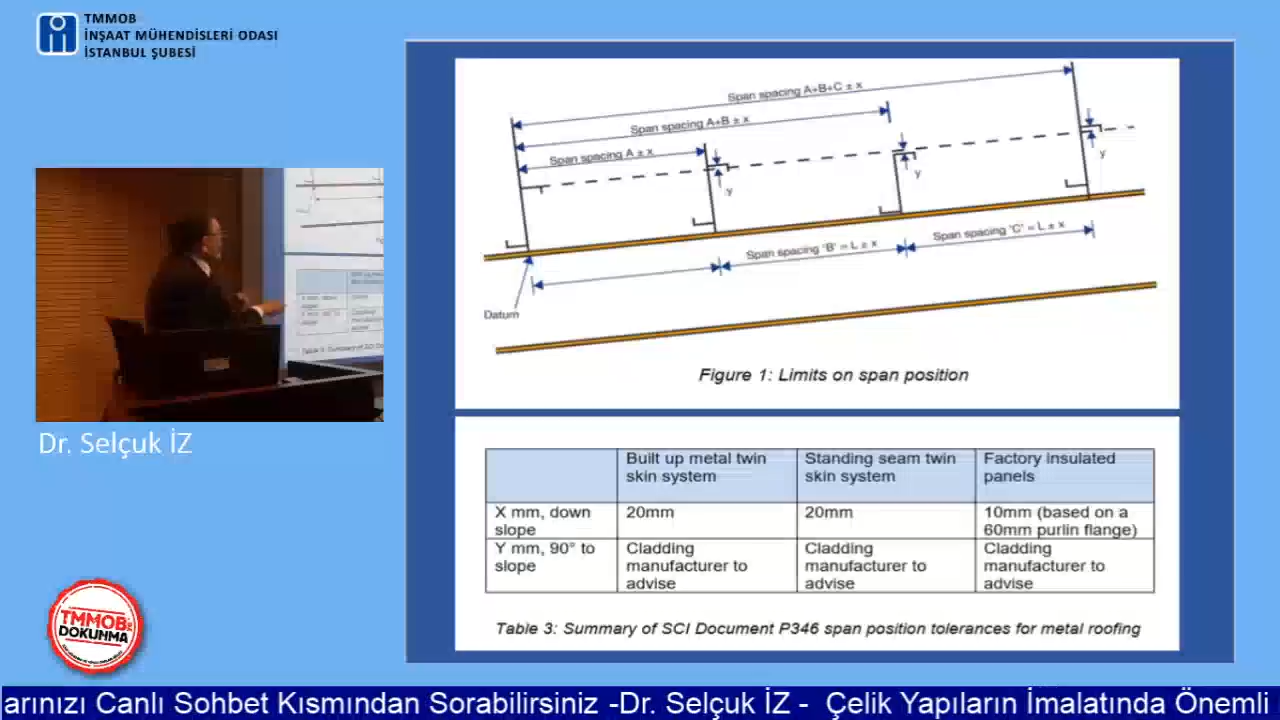 TMMOB
İNŞAAT MÜHENDİSLERİ ODASI
İSTANBUL ŞUBESİ
Span spacing A+B+C ± x
Span spacing A+B ± x
Span spacing A ± x
y
y
y
Span spacing 'B' = L ± x
Span spacing 'C' = L ± x
Datum
Figure 1: Limits on span position
Dr. Selçuk İZ
Built up metal twin skin system
Standing seam twin skin system
Factory insulated panels
X mm, down slope
20mm
20mm
10mm (based on a 60mm purlin flange)
Y mm, 90° to slope
Cladding manufacturer to advise
Cladding manufacturer to advise
Cladding manufacturer to advise
Table 3: Summary of SCI Document P346 span position tolerances for metal roofing
TMMOB
DOKUNMA
arınızı Canlı Sohbet Kısmından Sorabilirsiniz -Dr. Selçuk İZ - Çelik Yapıların İmalatında Önemli